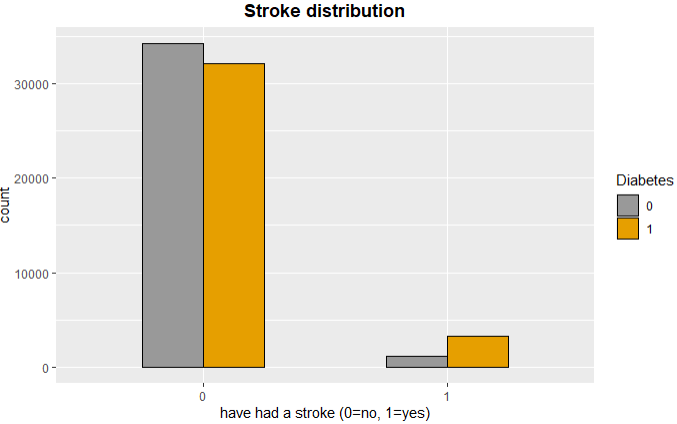 Stroke distribution
count
30000
20000
10000
0
0
1
have had a stroke (0=no, 1=yes)
Diabetes
0
1